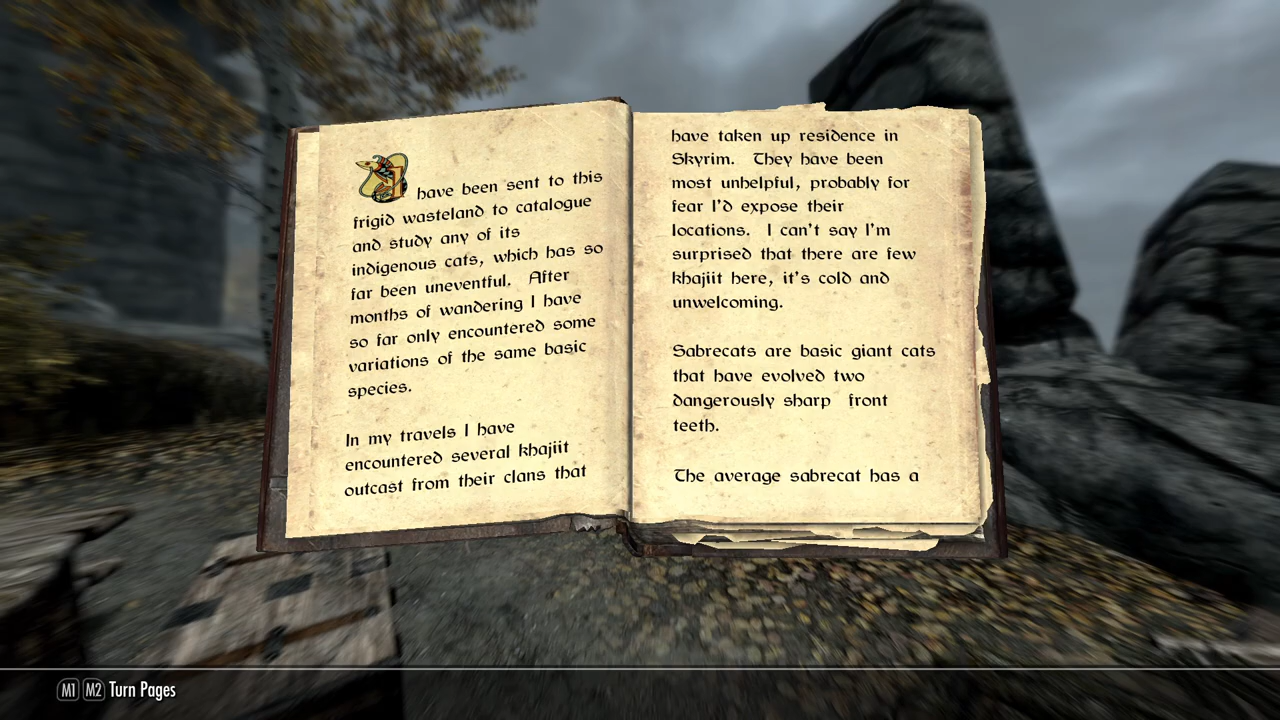 I have been sent to this
frigid wasteland to catalogue
and study any of its
indigenous cats, which has so
far been uneventful.  After
months of wandering I have
so far only encountered some
variations of the same basic
species.
In my travels I have
encountered several khajiit
outcast from their clans that
have taken up residence in
Skyrim.  They have been
most unhelpful, probably for
fear I'd expose their
locations.  I can't say I'm
surprised that there are few
khajiit here, it's cold and
unwelcoming.
Sabrecats are basic giant cats
that have evolved two
dangerously sharp  front
teeth.
The average sabrecat has a
M1 M2 Turn Pages